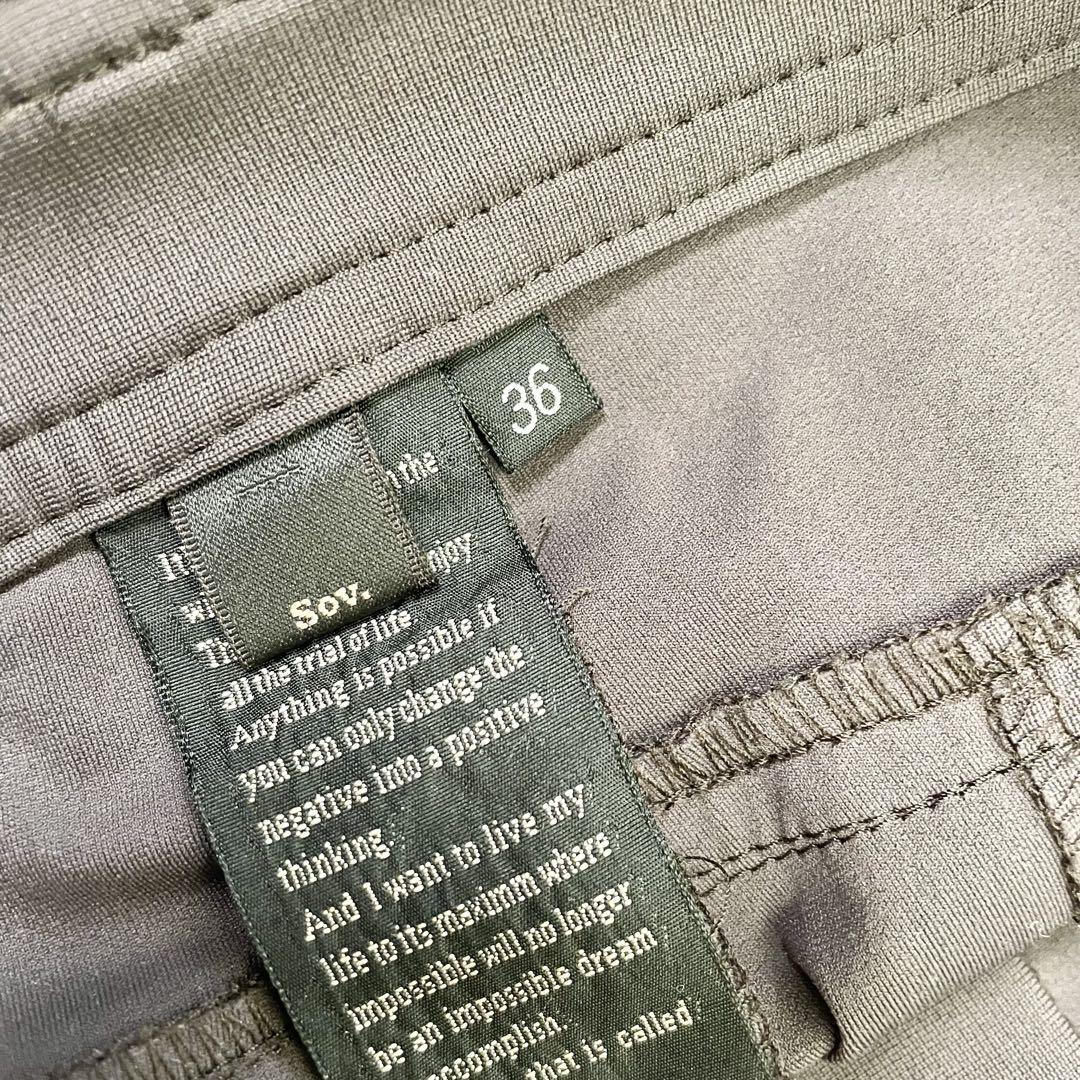 36
the
Sov.
all the trial of life
Anything is possible if
you can only change the
negative into a positive
thinking.
And I want to live my
life to its maximm where
impossible will no longer
be an impossible dream
accomplish.
that is called